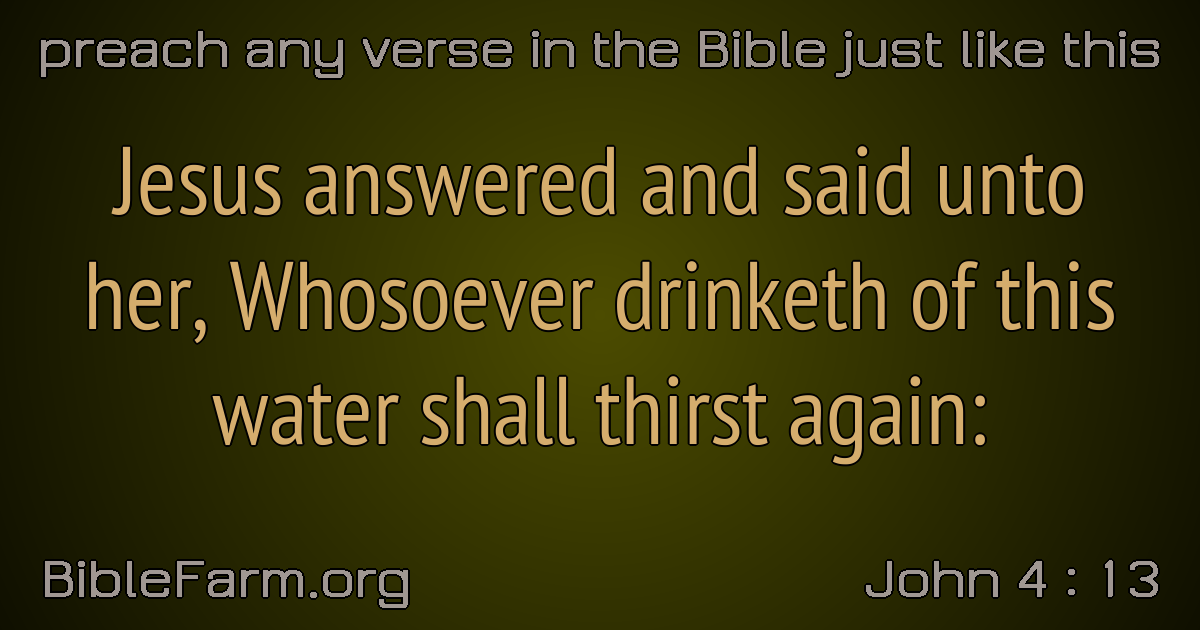 preach any verse in the Bible just like this
Jesus answered and said unto
her, Whosoever drinketh of this
water shall thirst again:
BibleFarm.org
John 4 : 13